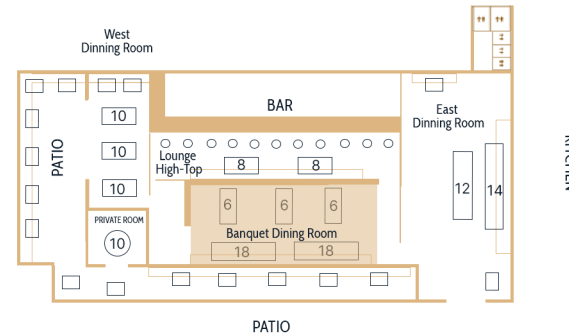 West
Dinning Room
BAR
East
Dinning Room
KITCHEN
PATIO
10
10
10
Lounge
High-Top
8
8
12
14
6
6
6
PRIVATE ROOM
10
Banquet Dining Room
18
18
PATIO